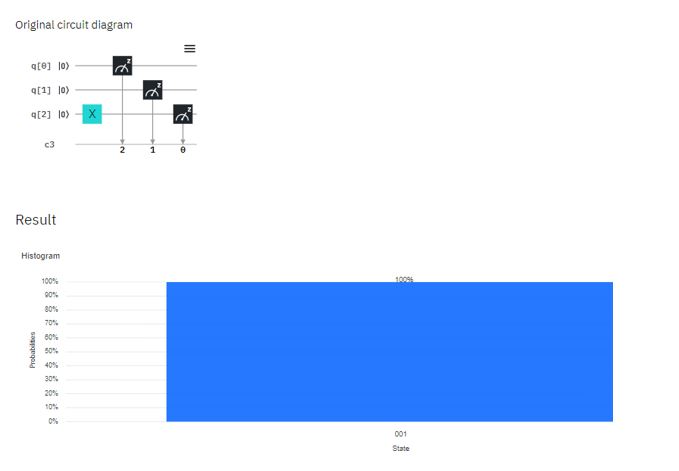 Original circuit diagram
q[0] |0⟩ z
q[1] |0⟩ z
q[2] |0⟩ X z
c3 2 1 0
Result
Histogram
100%
100%
90%
80%
70%
60%
50%
40%
30%
20%
10%
0%
Probabilities
001
State